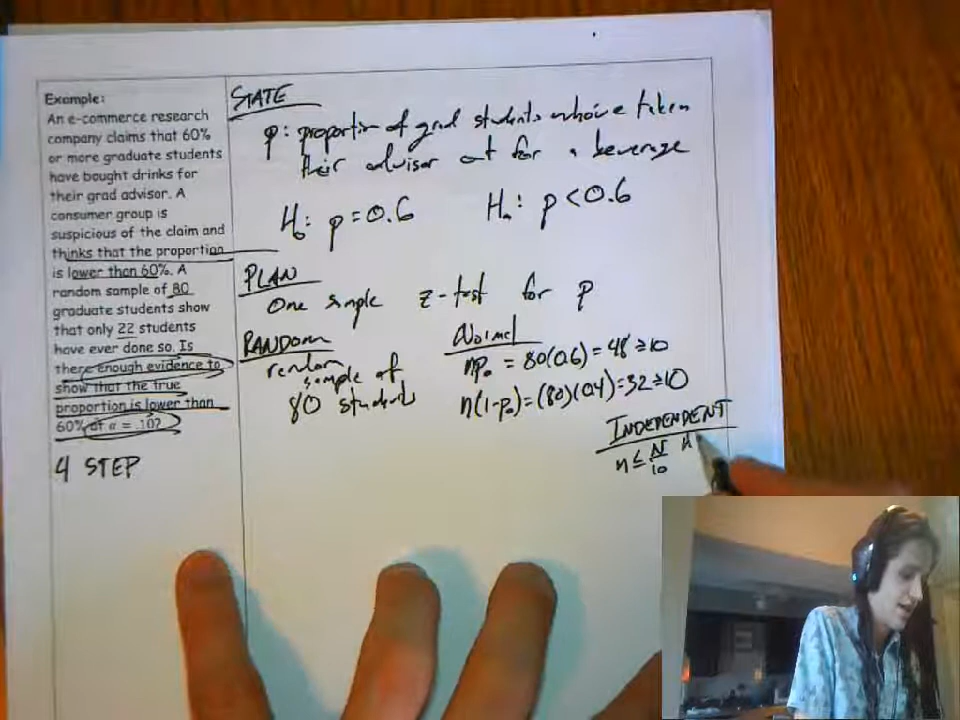 Example:
An e-commerce research
company claims that 60%
or more graduate students
have bought drinks for
their grad advisor. A
consumer group is
suspicious of the claim and
thinks that the proportion
is lower than 60%. A
random sample of 80
graduate students show
that only 22 students
have ever done so. Is
there enough evidence to
show that the true
proportion is lower than
60% at α = .10?
4 STEP
STATE
p: proportion of grad students who've taken
their advisor out for a beverage
H₀: p = 0.6 Hₐ: p < 0.6
PLAN
One sample z-test for p
RANDOM
random
sample of
80 students
Normal
np₀ = 80(0.6) = 48 ≥ 10
n(1-p₀) = (80)(0.4) = 32 ≥ 10
INDEPENDENT
n ≤ N/10